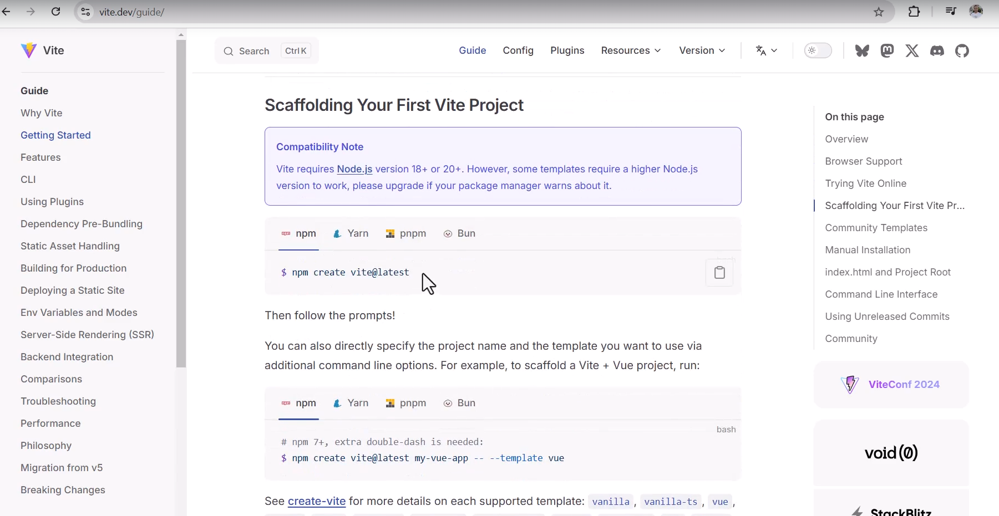 vite.dev/guide/
Vite
Search Ctrl K
Guide Config Plugins Resources Version
Guide
Why Vite
Getting Started
Features
CLI
Using Plugins
Dependency Pre-Bundling
Static Asset Handling
Building for Production
Deploying a Static Site
Env Variables and Modes
Server-Side Rendering (SSR)
Backend Integration
Comparisons
Troubleshooting
Performance
Philosophy
Migration from v5
Breaking Changes
Scaffolding Your First Vite Project
Compatibility Note
Vite requires Node.js version 18+ or 20+. However, some templates require a higher Node.js
version to work, please upgrade if your package manager warns about it.
npm Yarn pnpm Bun
$ npm create vite@latest
Then follow the prompts!
You can also directly specify the project name and the template you want to use via
additional command line options. For example, to scaffold a Vite + Vue project, run:
npm Yarn pnpm Bun
bash
# npm 7+, extra double-dash is needed:
$ npm create vite@latest my-vue-app -- --template vue
See create-vite for more details on each supported template: vanilla, vanilla-ts, vue,
On this page
Overview
Browser Support
Trying Vite Online
Scaffolding Your First Vite Pr...
Community Templates
Manual Installation
index.html and Project Root
Command Line Interface
Using Unreleased Commits
Community
ViteConf 2024
void(0)
StackBlitz